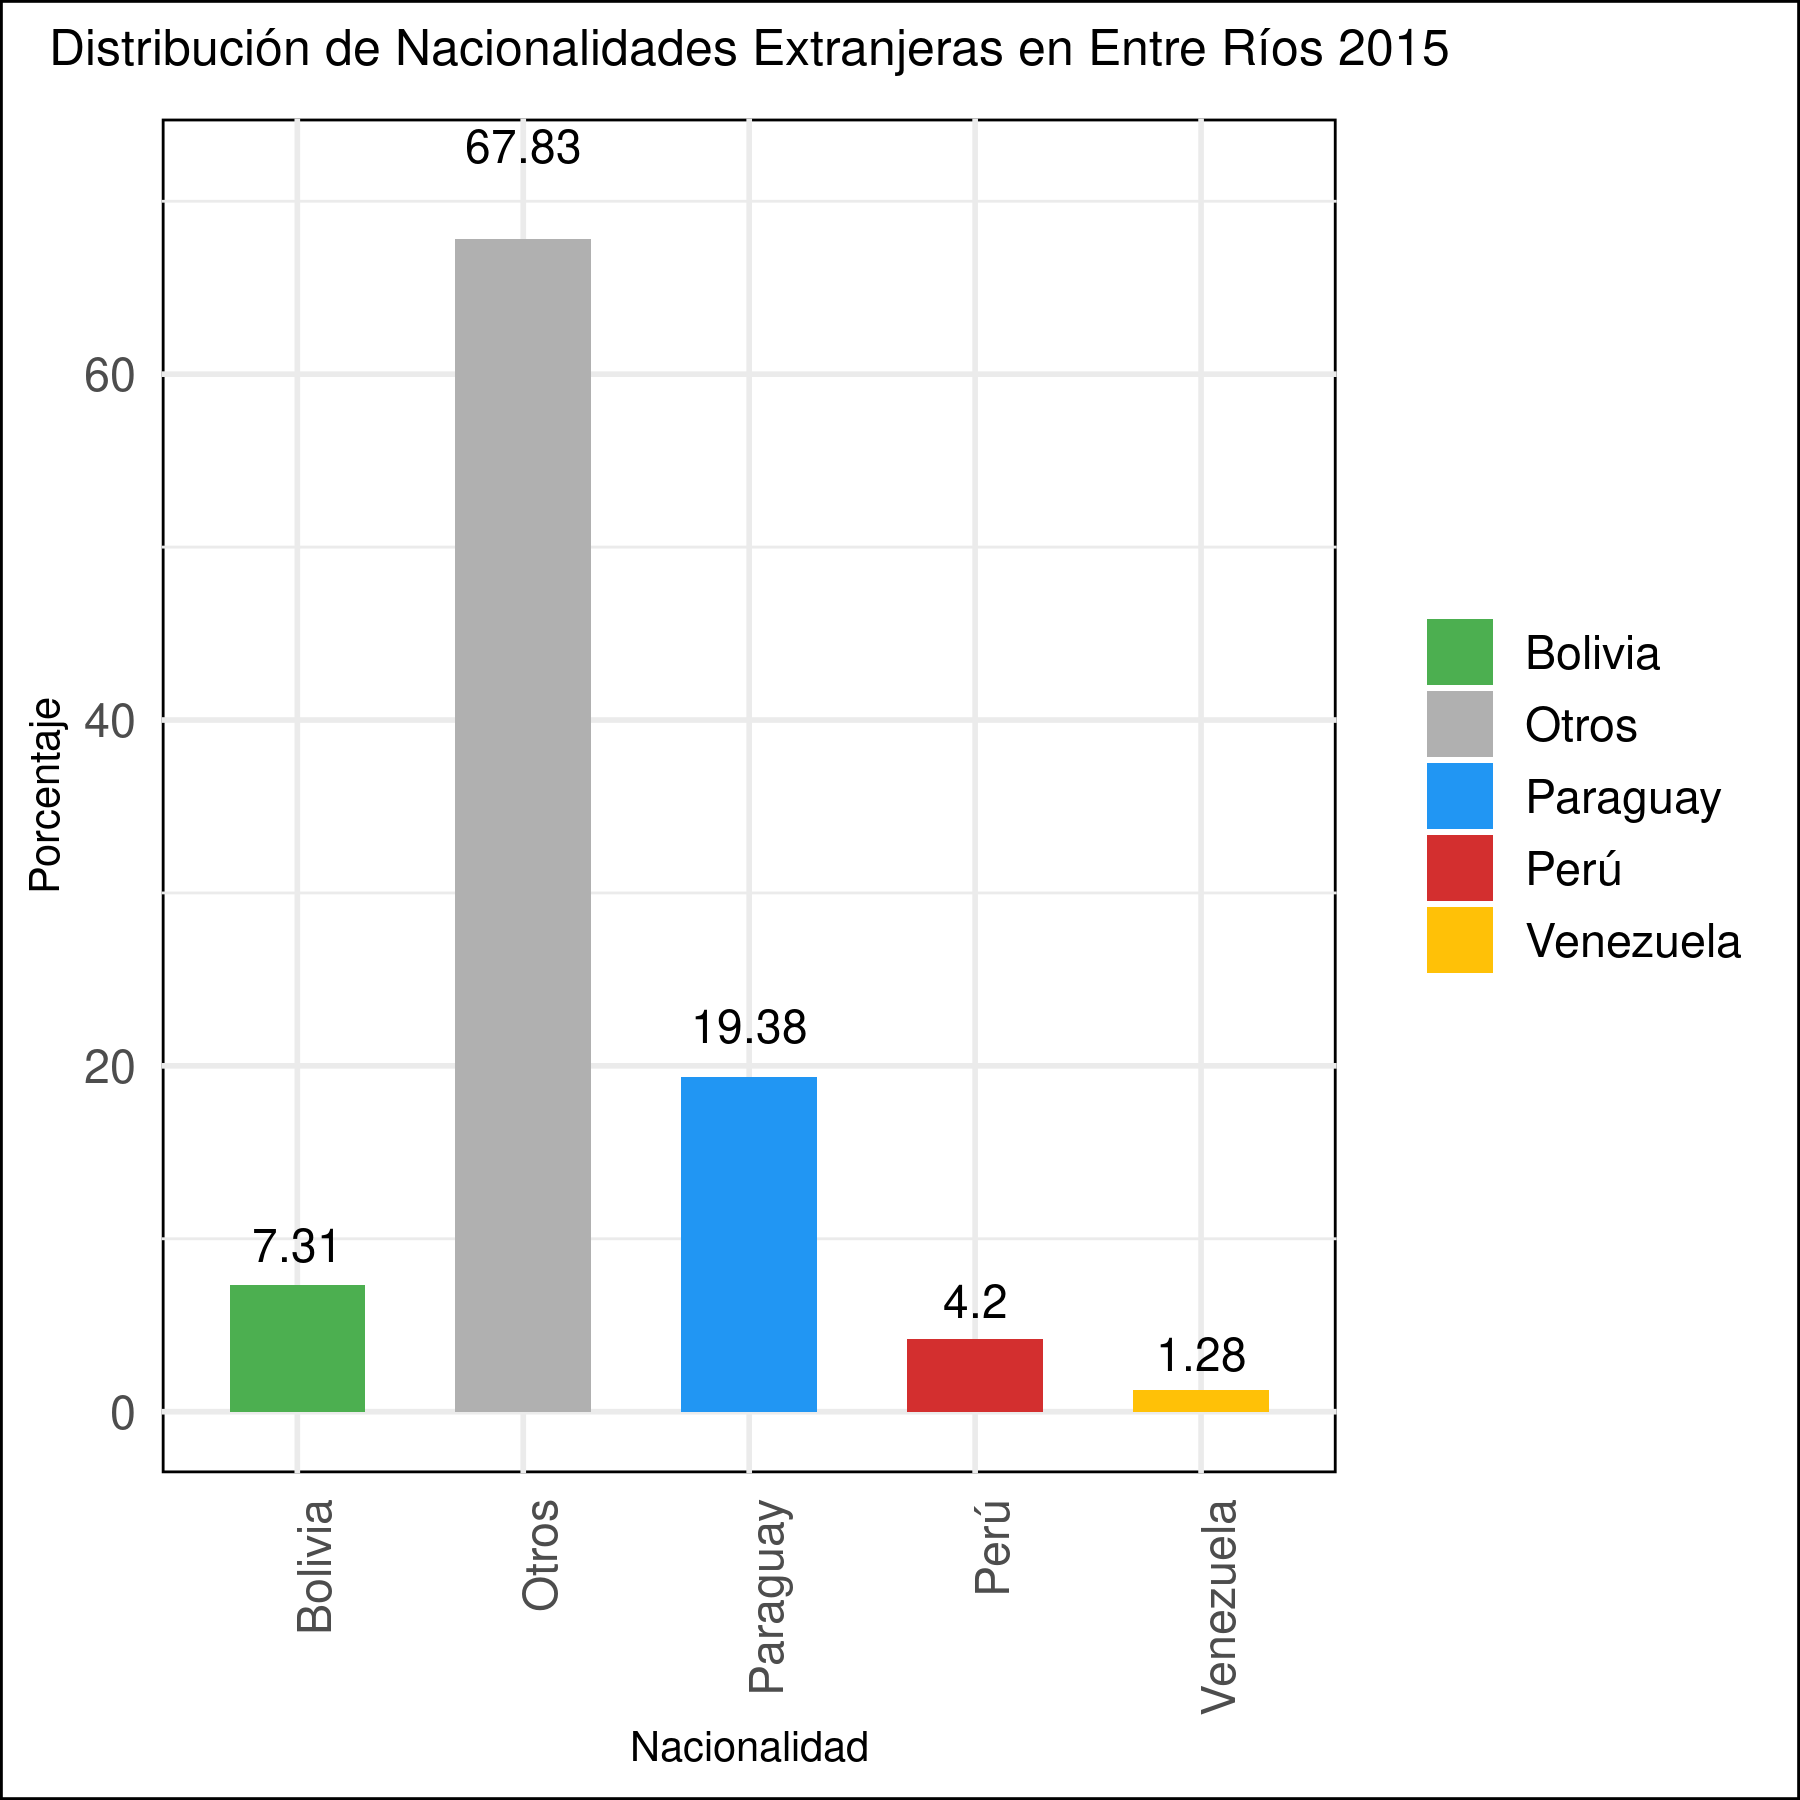 Distribución de Nacionalidades Extranjeras en Entre Ríos 2015
67.83
60
40
20
0
Porcentaje
7.31
19.38
4.2
1.28
Bolivia
Otros
Paraguay
Perú
Venezuela
Nacionalidad
Bolivia
Otros
Paraguay
Perú
Venezuela